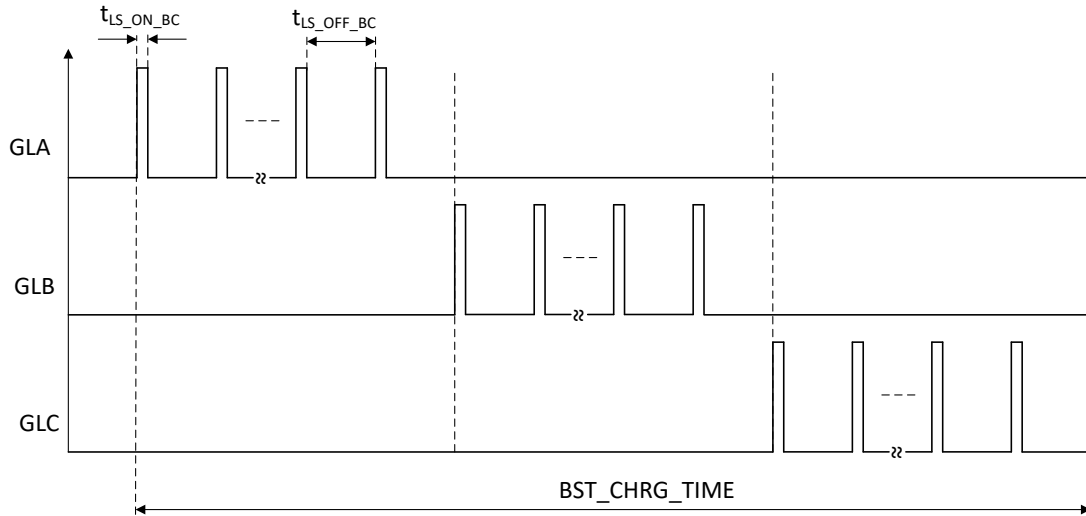 tLS_ON_BC
tLS_OFF_BC
GLA
GLB
GLC
BST_CHRG_TIME